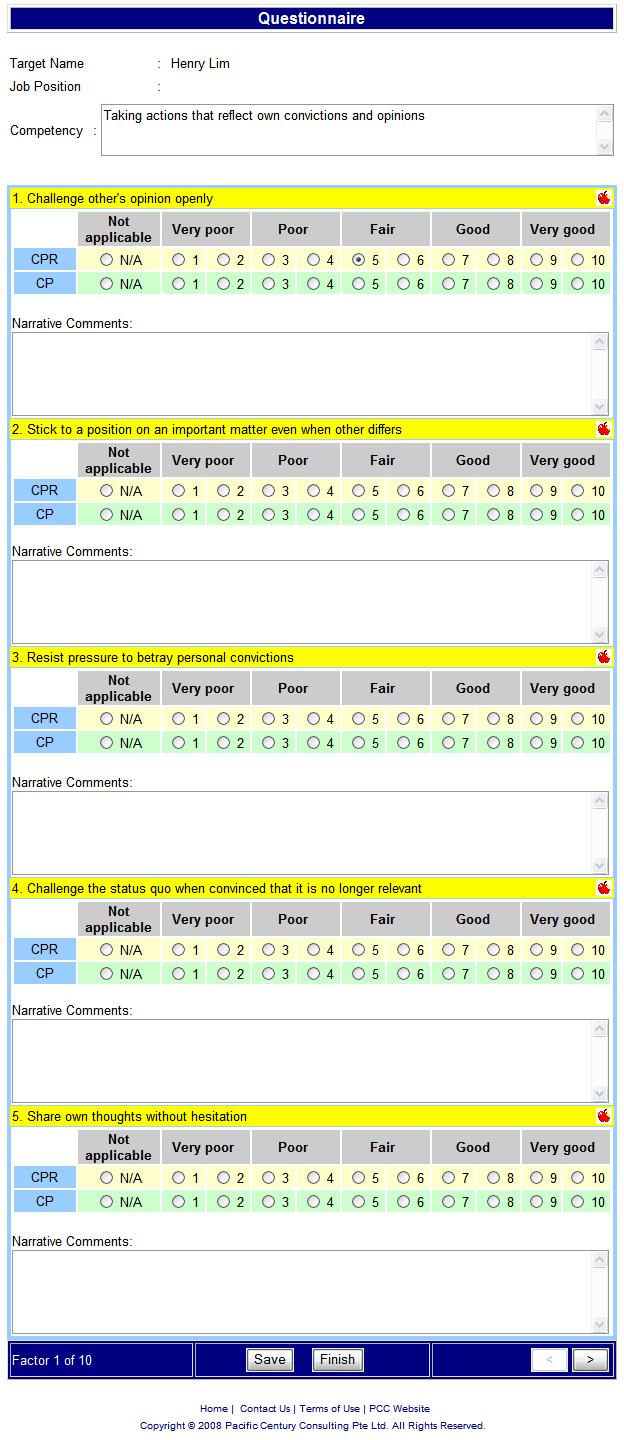 Questionnaire
Target Name : Henry Lim
Job Position :
Competency : Taking actions that reflect own convictions and opinions
1. Challenge other's opinion openly
Not applicable Very poor Poor Fair Good Very good
CPR N/A 1 2 3 4 5 6 7 8 9 10
CP N/A 1 2 3 4 5 6 7 8 9 10
Narrative Comments:
2. Stick to a position on an important matter even when other differs
Not applicable Very poor Poor Fair Good Very good
CPR N/A 1 2 3 4 5 6 7 8 9 10
CP N/A 1 2 3 4 5 6 7 8 9 10
Narrative Comments:
3. Resist pressure to betray personal convictions
Not applicable Very poor Poor Fair Good Very good
CPR N/A 1 2 3 4 5 6 7 8 9 10
CP N/A 1 2 3 4 5 6 7 8 9 10
Narrative Comments:
4. Challenge the status quo when convinced that it is no longer relevant
Not applicable Very poor Poor Fair Good Very good
CPR N/A 1 2 3 4 5 6 7 8 9 10
CP N/A 1 2 3 4 5 6 7 8 9 10
Narrative Comments:
5. Share own thoughts without hesitation
Not applicable Very poor Poor Fair Good Very good
CPR N/A 1 2 3 4 5 6 7 8 9 10
CP N/A 1 2 3 4 5 6 7 8 9 10
Narrative Comments:
Factor 1 of 10 Save Finish < >
Home | Contact Us | Terms of Use | PCC Website
Copyright © 2008 Pacific Century Consulting Pte Ltd. All Rights Reserved.